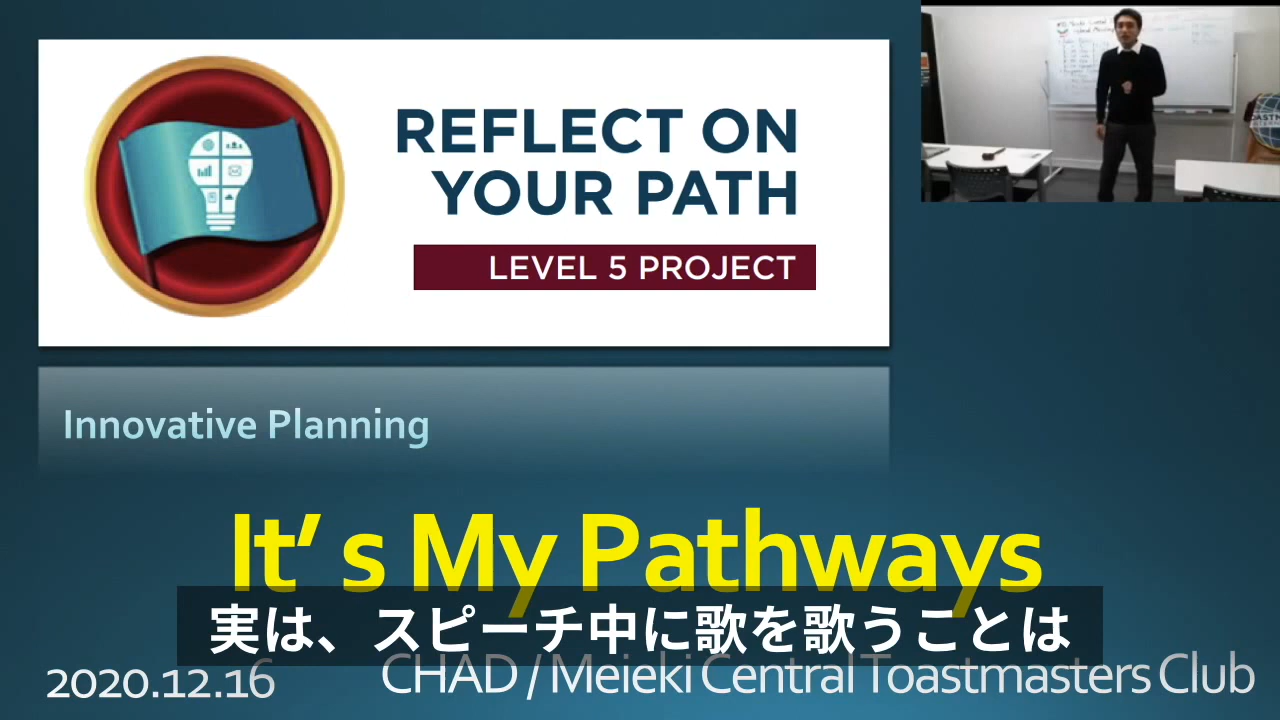 REFLECT ON
YOUR PATH
LEVEL 5 PROJECT
Innovative Planning
It's My Pathways
実は、スピーチ中に歌を歌うことは
2020.12.16
CHAD / Meieki Central Toastmasters Club